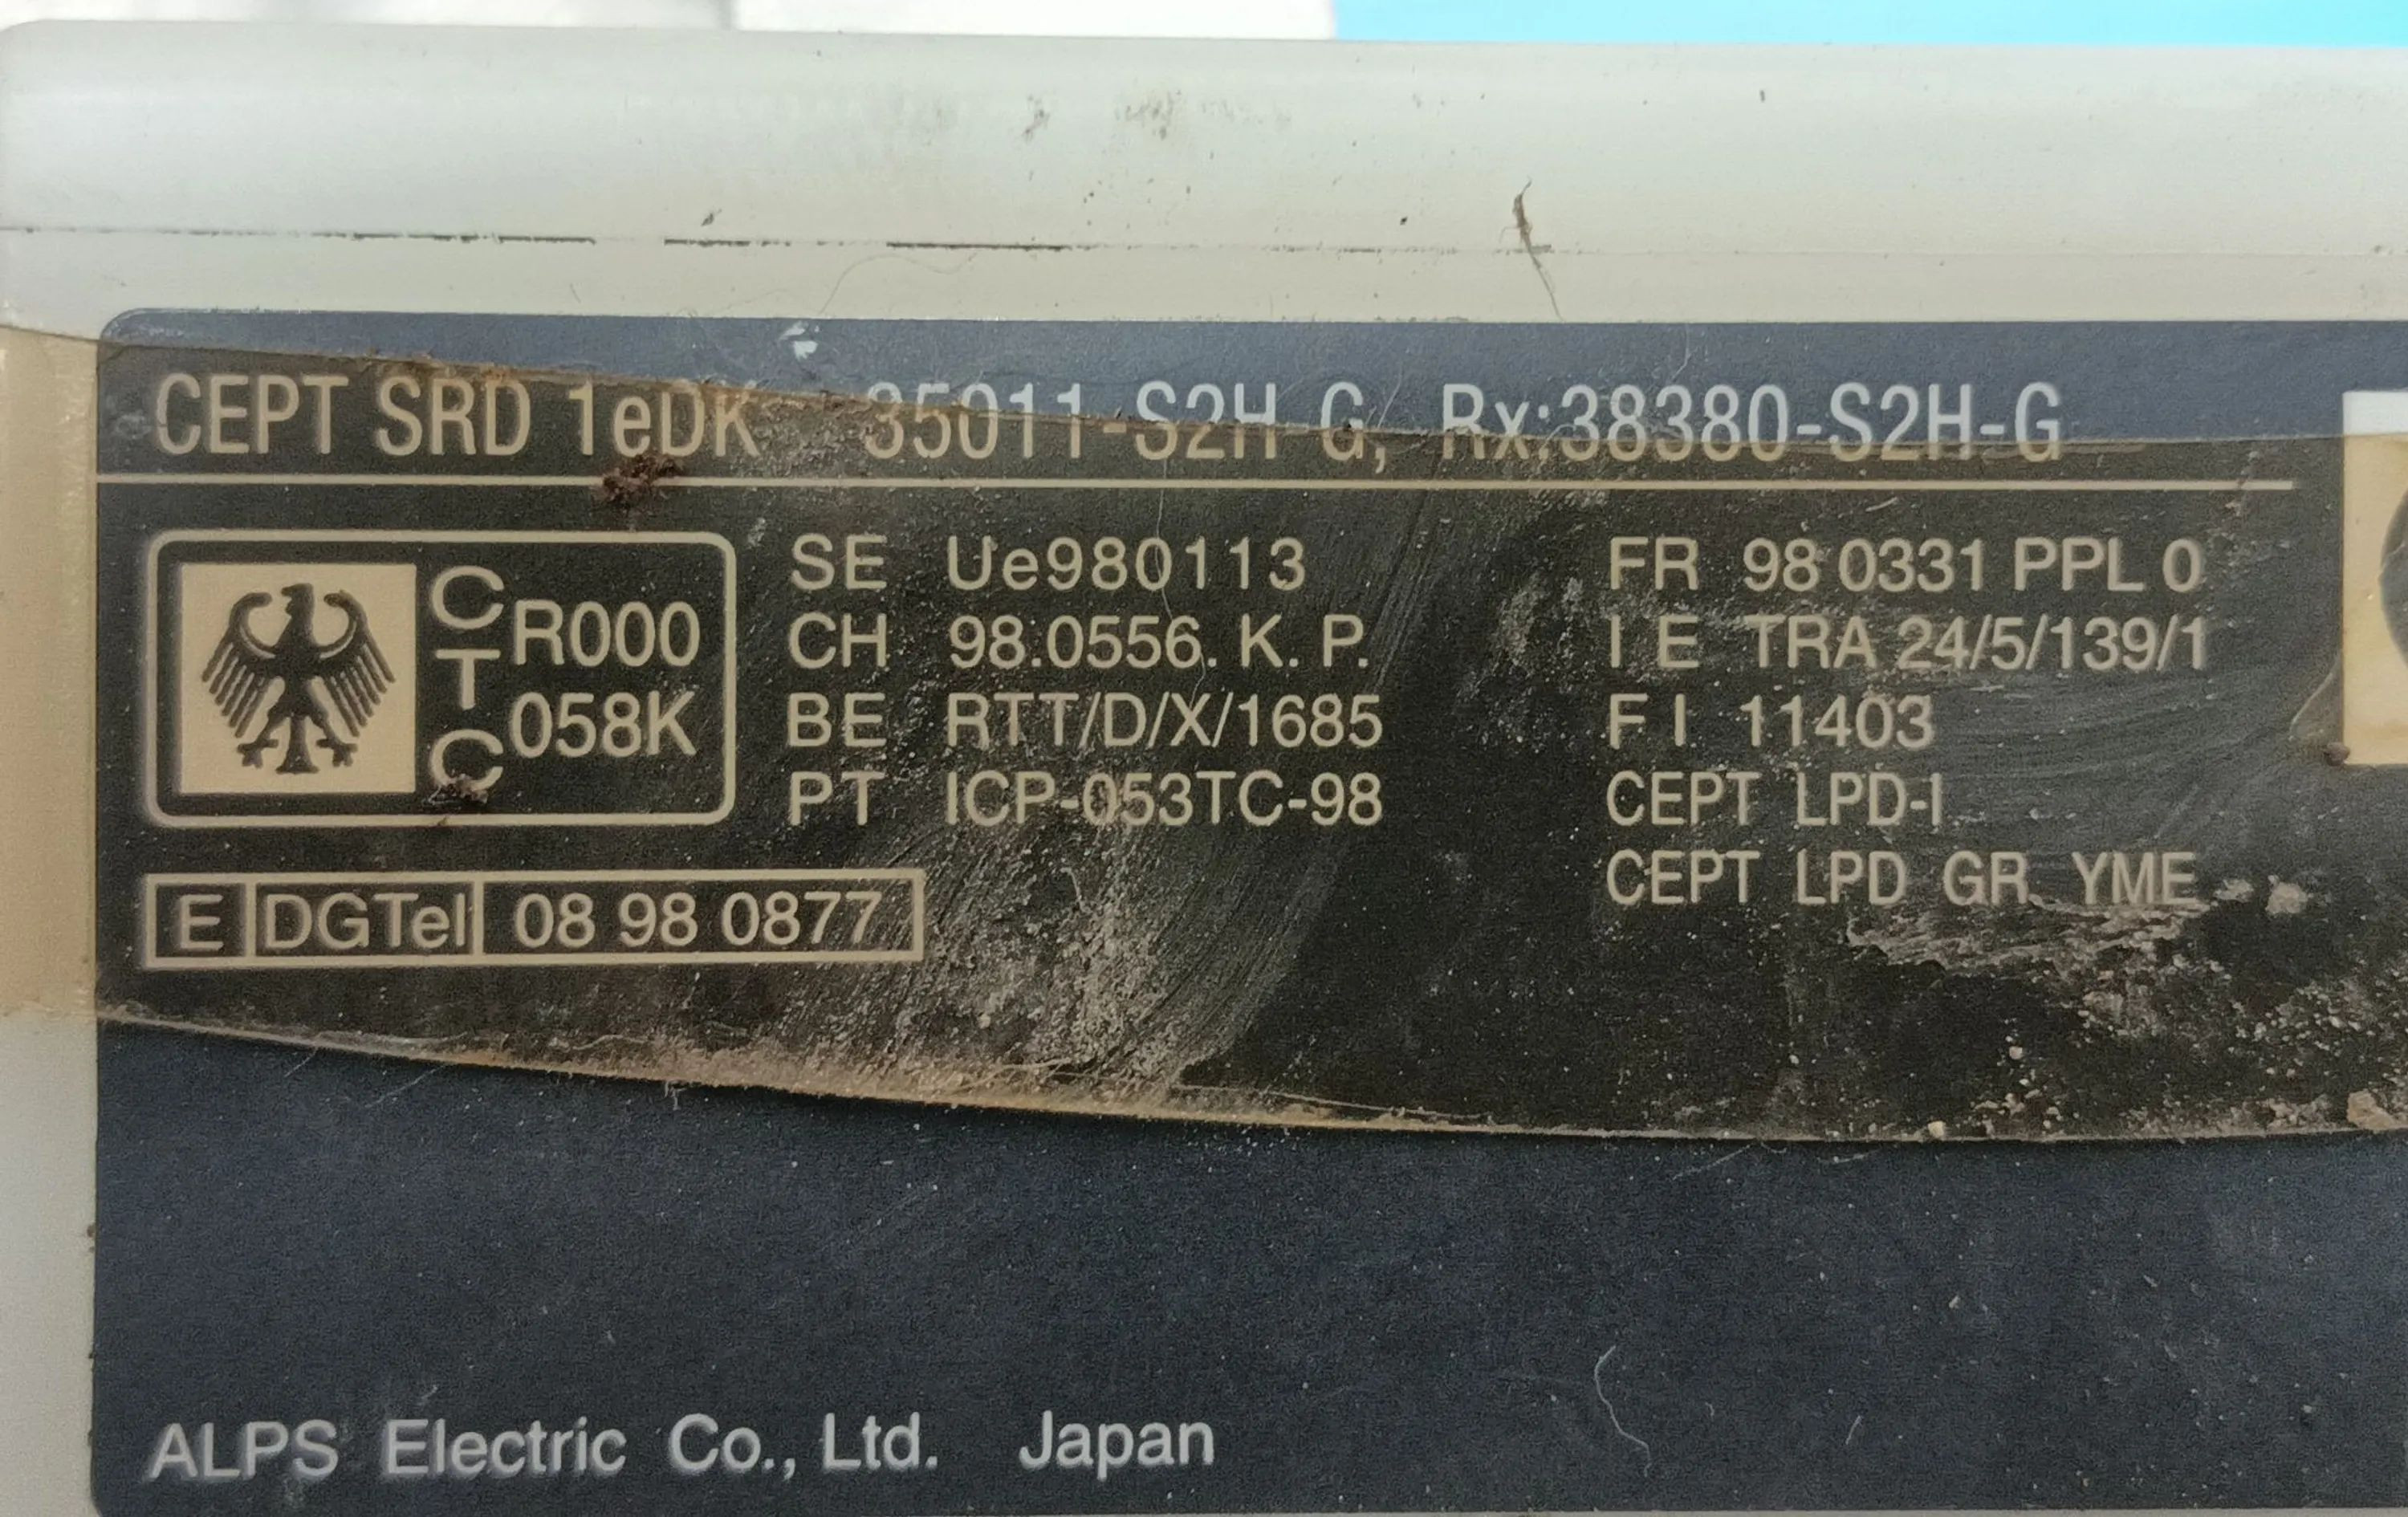 CEPT SRD 1eDK 35011-S2H G, Rx:38380-S2H-G
CTC R000 058K
SE Ue980113
CH 98.0556. K. P.
BE RTT/D/X/1685
PT ICP-053TC-98
FR 98 0331 PPL 0
I E TRA 24/5/139/1
F I 11403
CEPT LPD-I
CEPT LPD GR YME
E DGTel 08 98 0877
ALPS Electric Co., Ltd. Japan